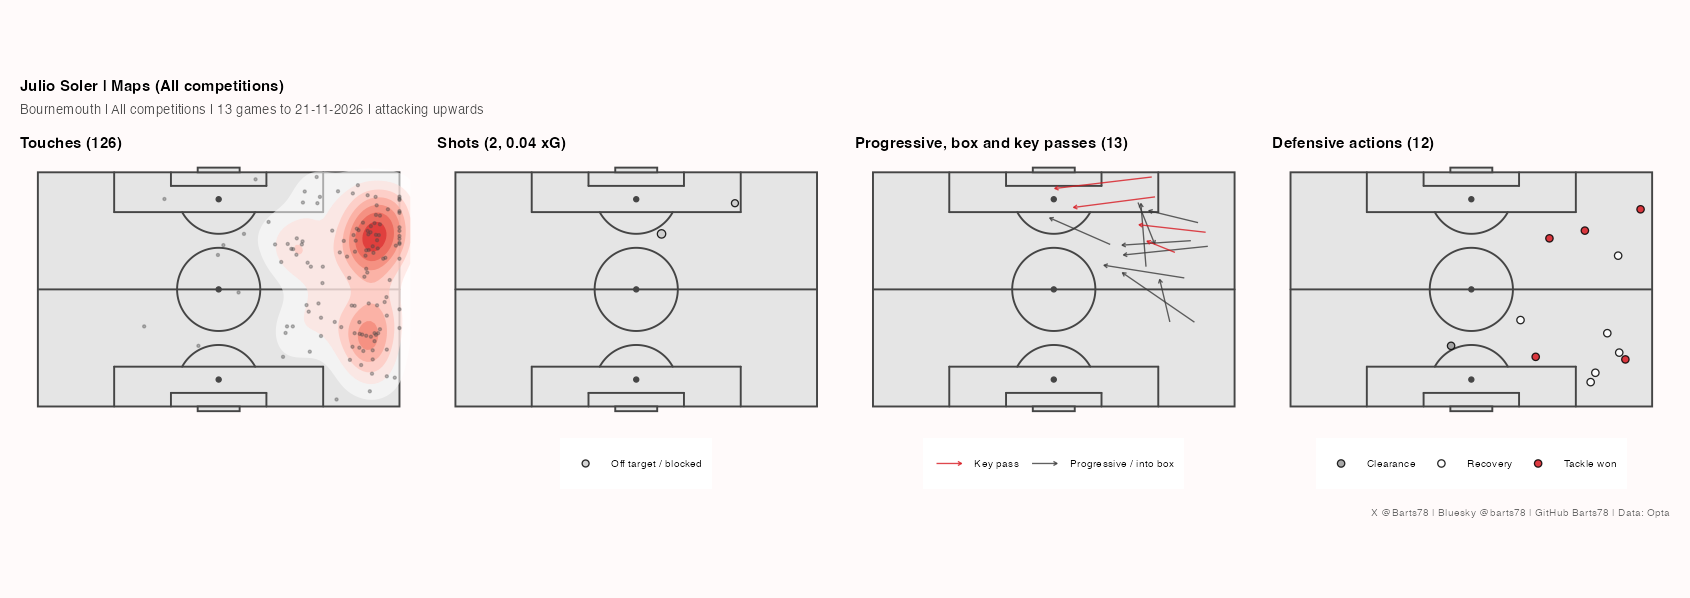 Julio Soler | Maps (All competitions)
Bournemouth | All competitions | 13 games to 21-11-2026 | attacking upwards
Touches (126)
Shots (2, 0.04 xG)
Progressive, box and key passes (13)
Defensive actions (12)
Off target / blocked
Key pass
Progressive / into box
Clearance
Recovery
Tackle won
X @Barts78 | Bluesky @barts78 | GitHub Barts78 | Data: Opta